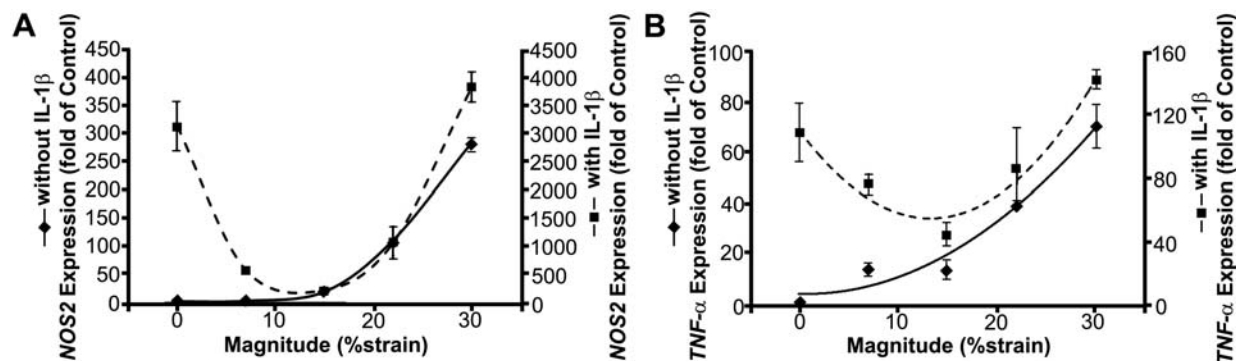 A
B
—◆— without IL-1β
NOS2 Expression (fold of Control)
450
400
350
300
250
200
150
100
50
0
4500
4000
3500
3000
2500
2000
1500
1000
500
0
NOS2 Expression (fold of Control)
–■– with IL-1β
0 10 20 30
Magnitude (%strain)
—◆— without IL-1β
TNF-α Expression (fold of Control)
100
80
60
40
20
0
160
120
80
40
0
TNF-α Expression (fold of Control)
–■– with IL-1β
0 10 20 30
Magnitude (%strain)